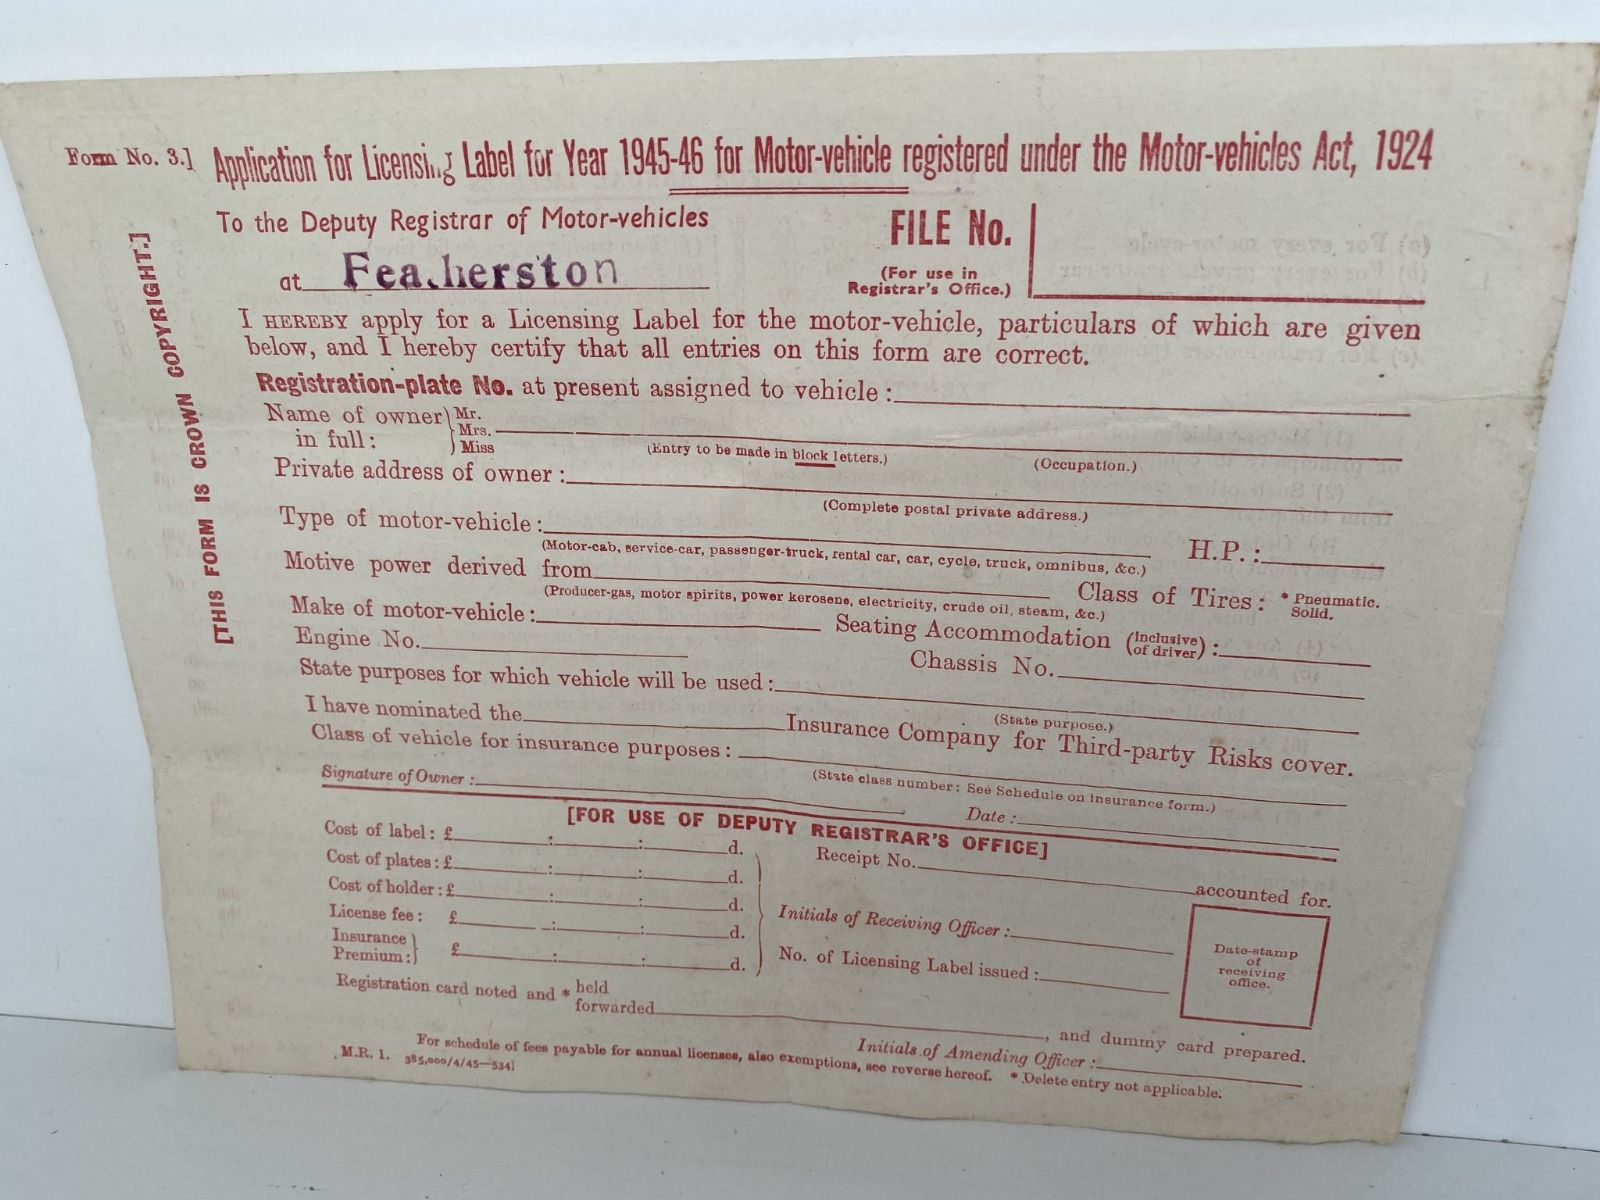 Form No. 3.]
Application for Licensing Label for Year 1945-46 for Motor-vehicle registered under the Motor-vehicles Act, 1924
[THIS FORM IS CROWN COPYRIGHT.]
To the Deputy Registrar of Motor-vehicles
at Featherston
FILE No.
(For use in
Registrar's Office.)
I HEREBY apply for a Licensing Label for the motor-vehicle, particulars of which are given
below, and I hereby certify that all entries on this form are correct.
Registration-plate No. at present assigned to vehicle :
Name of owner in full : } Mr. Mrs. Miss
(Entry to be made in block letters.) (Occupation.)
Private address of owner :
(Complete postal private address.)
Type of motor-vehicle : H.P. :
(Motor-cab, service-car, passenger-truck, rental car, car, cycle, truck, omnibus, &c.)
Motive power derived from Class of Tires : * Pneumatic. Solid.
(Producer-gas, motor spirits, power kerosene, electricity, crude oil, steam, &c.)
Make of motor-vehicle : Seating Accommodation (inclusive of driver) :
Engine No. Chassis No.
State purposes for which vehicle will be used :
(State purpose.)
I have nominated the Insurance Company for Third-party Risks cover.
Class of vehicle for insurance purposes :
(State class number: See Schedule on insurance form.)
Signature of Owner : Date :
[FOR USE OF DEPUTY REGISTRAR'S OFFICE]
Cost of label : £ : : d.
Cost of plates : £ : : d.
Cost of holder : £ : : d.
License fee : £ : : d.
Insurance Premium : } £ : : d.
Receipt No. accounted for.
Initials of Receiving Officer :
No. of Licensing Label issued :
Date-stamp
of
receiving
office.
Registration card noted and * held forwarded , and dummy card prepared.
Initials of Amending Officer :
For schedule of fees payable for annual licenses, also exemptions, see reverse hereof. * Delete entry not applicable.
M.R. 1. 385,000/4/45—534]